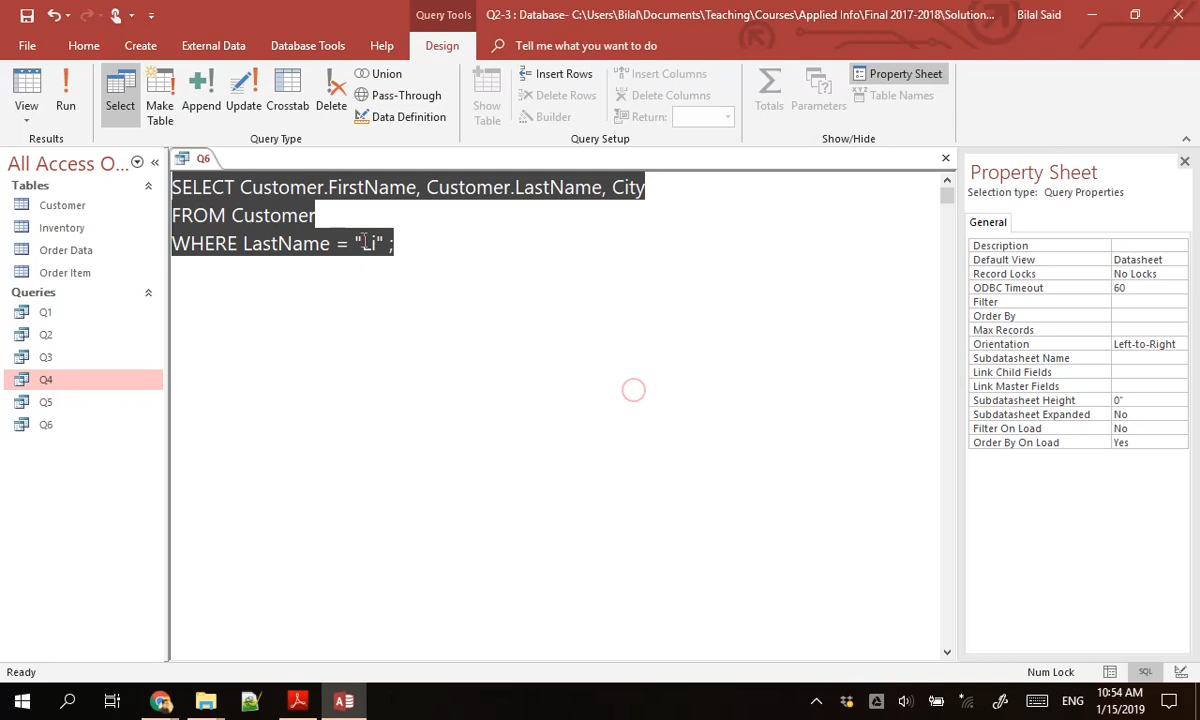 Query Tools
Q2-3 : Database- C:\Users\Bilal\Documents\Teaching\Courses\Applied Info\Final 2017-2018\Solution...
Bilal Said
File
Home
Create
External Data
Database Tools
Help
Design
Tell me what you want to do
View
Run
Select
Make Table
Append
Update
Crosstab
Delete
Union
Pass-Through
Data Definition
Show Table
Insert Rows
Delete Rows
Builder
Insert Columns
Delete Columns
Return:
Totals
Parameters
Property Sheet
Table Names
Results
Query Type
Query Setup
Show/Hide
All Access O...
Tables
Customer
Inventory
Order Data
Order Item
Queries
Q1
Q2
Q3
Q4
Q5
Q6
Q6
SELECT Customer.FirstName, Customer.LastName, City
FROM Customer
WHERE LastName = "Li" ;
Property Sheet
Selection type: Query Properties
General
Description
Default View Datasheet
Record Locks No Locks
ODBC Timeout 60
Filter
Order By
Max Records
Orientation Left-to-Right
Subdatasheet Name
Link Child Fields
Link Master Fields
Subdatasheet Height 0"
Subdatasheet Expanded No
Filter On Load No
Order By On Load Yes
Ready
Num Lock
SQL
ENG
10:54 AM
1/15/2019